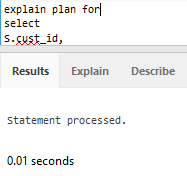 explain plan for
select
S.cust_id,
Results Explain Describe
Statement processed.
0.01 seconds